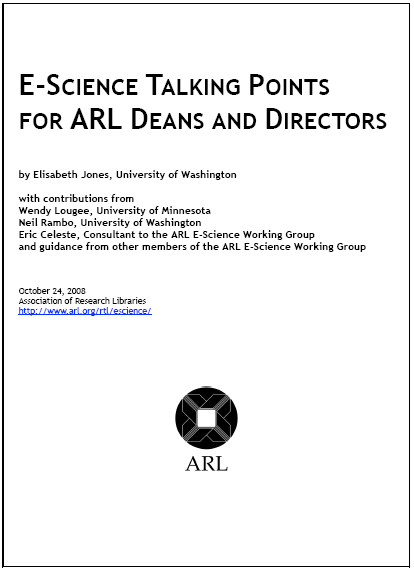 E-Science Talking Points
for ARL Deans and Directors
by Elisabeth Jones, University of Washington
with contributions from
Wendy Lougee, University of Minnesota
Neil Rambo, University of Washington
Eric Celeste, Consultant to the ARL E-Science Working Group
and guidance from other members of the ARL E-Science Working Group
October 24, 2008
Association of Research Libraries
http://www.arl.org/rtl/escience/
ARL